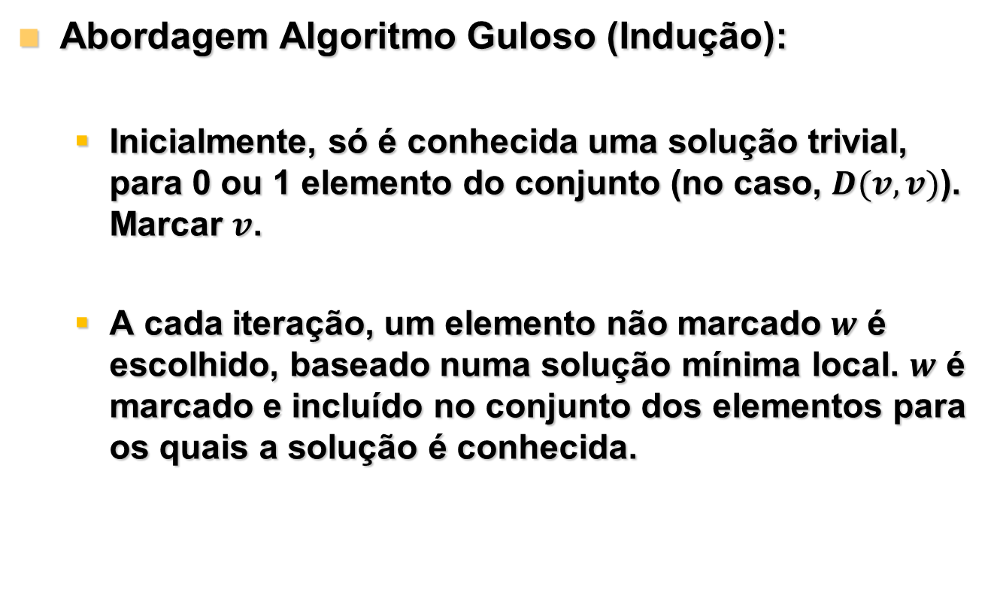 Abordagem Algoritmo Guloso (Indução):
Inicialmente, só é conhecida uma solução trivial,
para 0 ou 1 elemento do conjunto (no caso, 𝑫(𝒗, 𝒗)).
Marcar 𝒗.
A cada iteração, um elemento não marcado 𝒘 é
escolhido, baseado numa solução mínima local. 𝒘 é
marcado e incluído no conjunto dos elementos para
os quais a solução é conhecida.